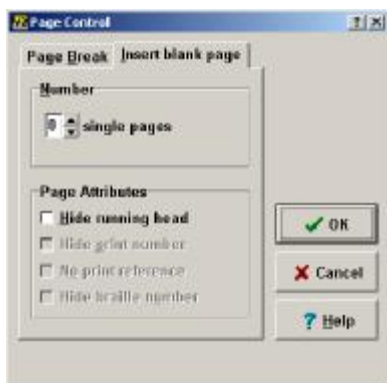 Page Control
Page Break Insert blank page
Number
0 single pages
Page Attributes
Hide running head
Hide print number
No print reference
Hide braille number
OK
Cancel
Help